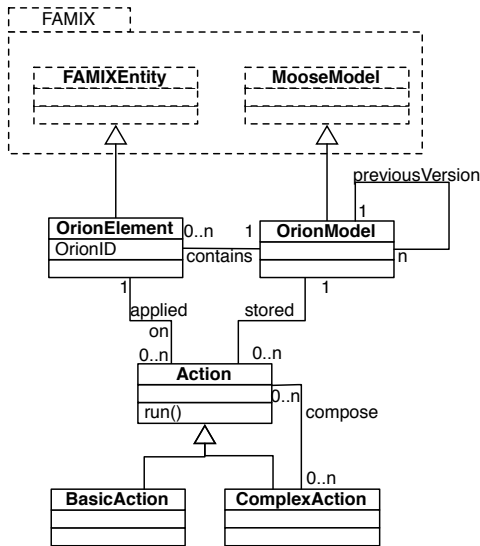 FAMIX
FAMIXEntity
MooseModel
previousVersion
1
OrionElement
0..n
1
OrionModel
OrionID
contains
n
1
applied
on
stored
1
0..n
0..n
Action
0..n
run()
compose
0..n
BasicAction
ComplexAction